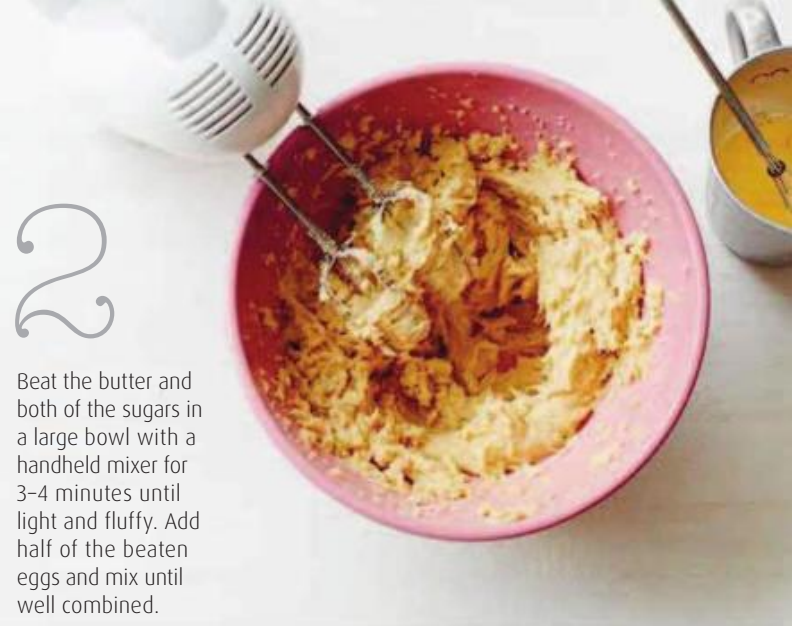 2
Beat the butter and
both of the sugars in
a large bowl with a
handheld mixer for
3–4 minutes until
light and fluffy. Add
half of the beaten
eggs and mix until
well combined.